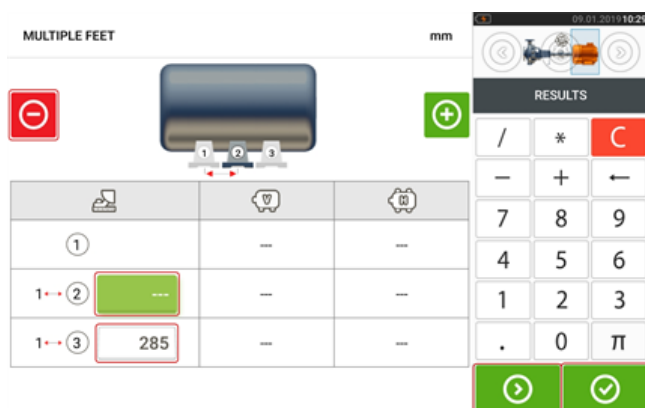 MULTIPLE FEET
mm
09.01.2019 10:29
RESULTS
1 2 3
V H
1 --- ---
1↔2 --- --- ---
1↔3 285 --- ---
/ * C
− + ←
7 8 9
4 5 6
1 2 3
. 0 π